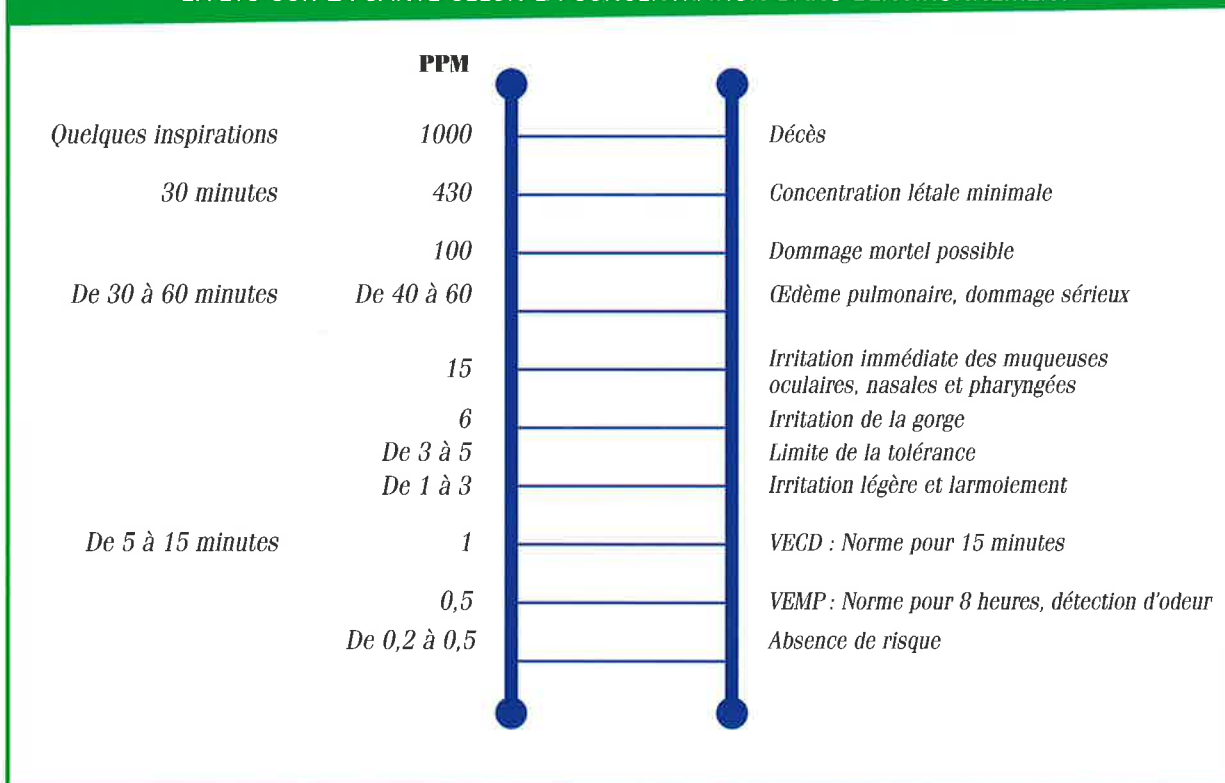 PPM
Quelques inspirations 1000 Décès
30 minutes 430 Concentration létale minimale
100 Dommage mortel possible
De 30 à 60 minutes De 40 à 60 Œdème pulmonaire, dommage sérieux
15 Irritation immédiate des muqueuses
oculaires, nasales et pharyngées
6 Irritation de la gorge
De 3 à 5 Limite de la tolérance
De 1 à 3 Irritation légère et larmoiement
De 5 à 15 minutes 1 VECD : Norme pour 15 minutes
0,5 VEMP : Norme pour 8 heures, détection d'odeur
De 0,2 à 0,5 Absence de risque